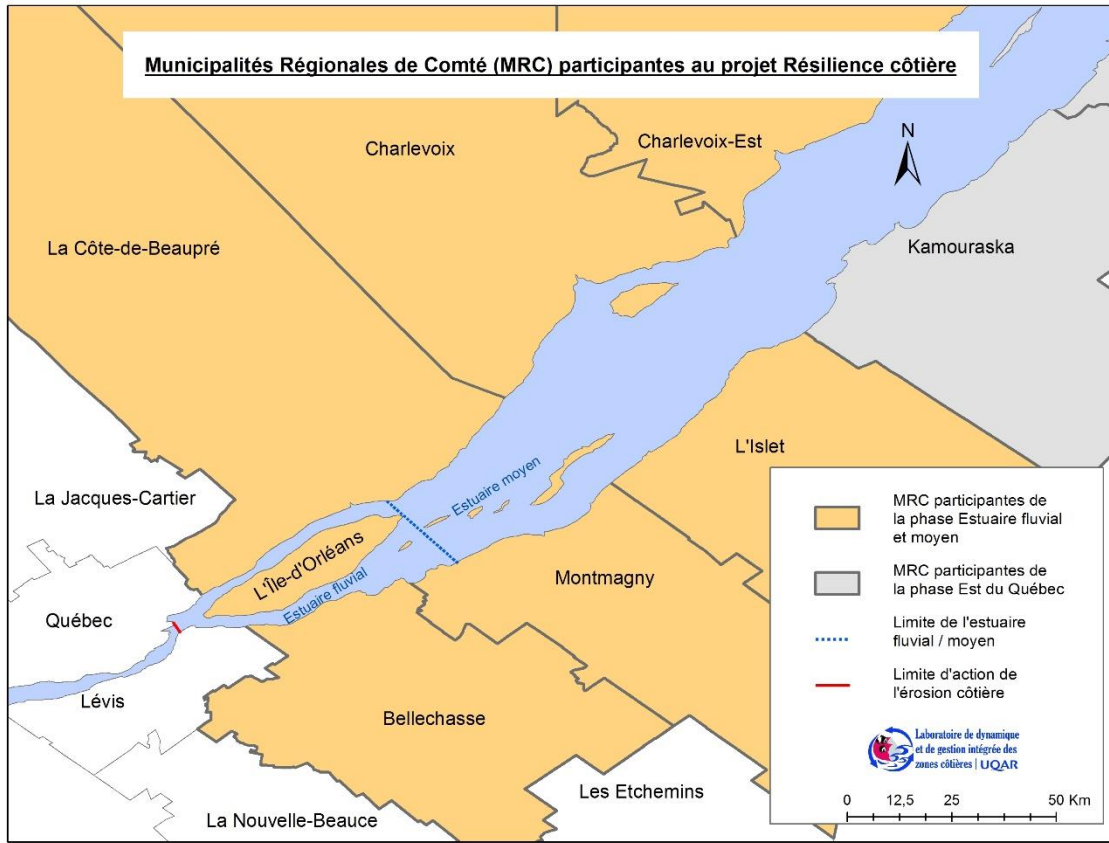 Municipalités Régionales de Comté (MRC) participantes au projet Résilience côtière
N
Charlevoix-Est
Charlevoix
La Côte-de-Beaupré
Kamouraska
L'Islet
Estuaire moyen
La Jacques-Cartier
L'Île-d'Orléans
Estuaire fluvial
Montmagny
Québec
Lévis
Bellechasse
Les Etchemins
La Nouvelle-Beauce
MRC participantes de
la phase Estuaire fluvial
et moyen
MRC participantes de
la phase Est du Québec
Limite de l'estuaire
fluvial / moyen
Limite d'action de
l'érosion côtière
Laboratoire de dynamique
et de gestion intégrée des
zones côtières | UQAR
0 12,5 25 50 Km